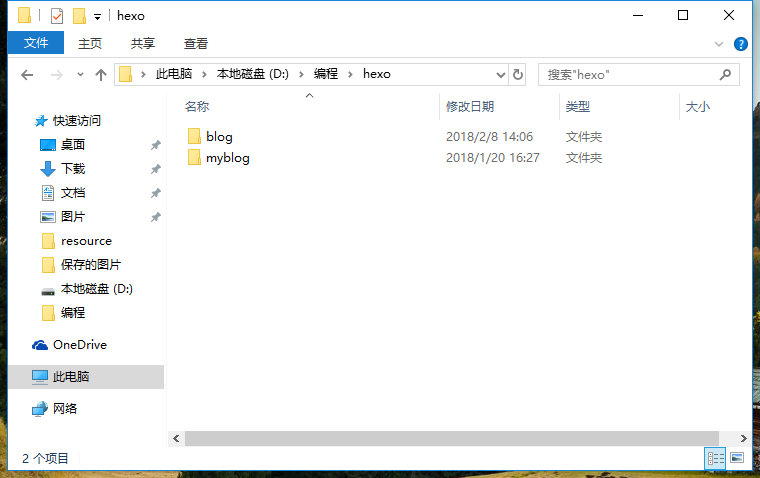 hexo
文件 主页 共享 查看
此电脑 本地磁盘 (D:) 编程 hexo 搜索"hexo"
名称 修改日期 类型 大小
快速访问
桌面
下载
文档
图片
resource
保存的图片
本地磁盘 (D:)
编程
OneDrive
此电脑
网络
blog 2018/2/8 14:06 文件夹
myblog 2018/1/20 16:27 文件夹
2 个项目